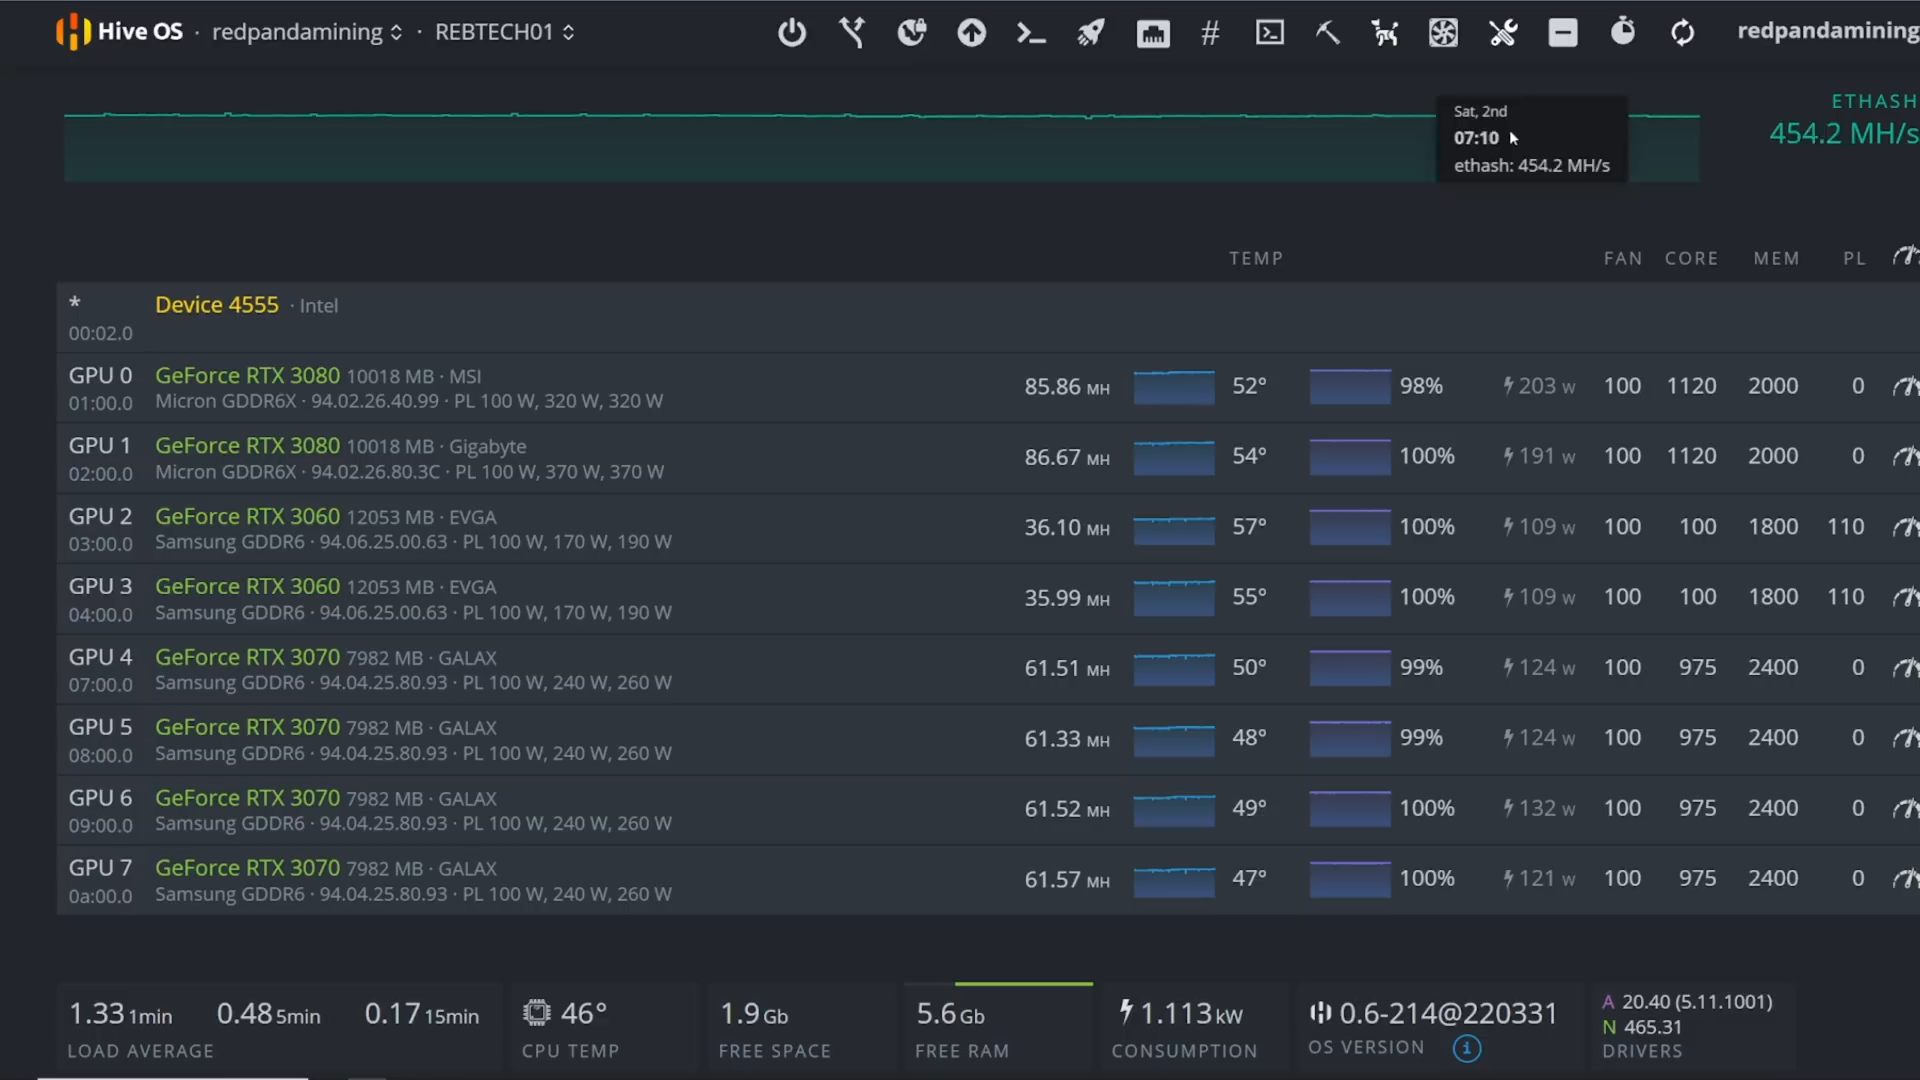 Hive OS · redpandamining · REBTECH01 redpandamining
ETHASH
454.2 MH/s
Sat, 2nd
07:10
ethash: 454.2 MH/s
TEMP FAN CORE MEM PL
* Device 4555 · Intel
00:02.0
GPU 0 GeForce RTX 3080 10018 MB · MSI 85.86 MH 52° 98% 203 w 100 1120 2000 0
01:00.0 Micron GDDR6X · 94.02.26.40.99 · PL 100 W, 320 W, 320 W
GPU 1 GeForce RTX 3080 10018 MB · Gigabyte 86.67 MH 54° 100% 191 w 100 1120 2000 0
02:00.0 Micron GDDR6X · 94.02.26.80.3C · PL 100 W, 370 W, 370 W
GPU 2 GeForce RTX 3060 12053 MB · EVGA 36.10 MH 57° 100% 109 w 100 100 1800 110
03:00.0 Samsung GDDR6 · 94.06.25.00.63 · PL 100 W, 170 W, 190 W
GPU 3 GeForce RTX 3060 12053 MB · EVGA 35.99 MH 55° 100% 109 w 100 100 1800 110
04:00.0 Samsung GDDR6 · 94.06.25.00.63 · PL 100 W, 170 W, 190 W
GPU 4 GeForce RTX 3070 7982 MB · GALAX 61.51 MH 50° 99% 124 w 100 975 2400 0
07:00.0 Samsung GDDR6 · 94.04.25.80.93 · PL 100 W, 240 W, 260 W
GPU 5 GeForce RTX 3070 7982 MB · GALAX 61.33 MH 48° 99% 124 w 100 975 2400 0
08:00.0 Samsung GDDR6 · 94.04.25.80.93 · PL 100 W, 240 W, 260 W
GPU 6 GeForce RTX 3070 7982 MB · GALAX 61.52 MH 49° 100% 132 w 100 975 2400 0
09:00.0 Samsung GDDR6 · 94.04.25.80.93 · PL 100 W, 240 W, 260 W
GPU 7 GeForce RTX 3070 7982 MB · GALAX 61.57 MH 47° 100% 121 w 100 975 2400 0
0a:00.0 Samsung GDDR6 · 94.04.25.80.93 · PL 100 W, 240 W, 260 W
1.33 1min 0.48 5min 0.17 15min
LOAD AVERAGE
46°
CPU TEMP
1.9 Gb
FREE SPACE
5.6 Gb
FREE RAM
1.113 kW
CONSUMPTION
0.6-214@220331
OS VERSION
A 20.40 (5.11.1001)
N 465.31
DRIVERS